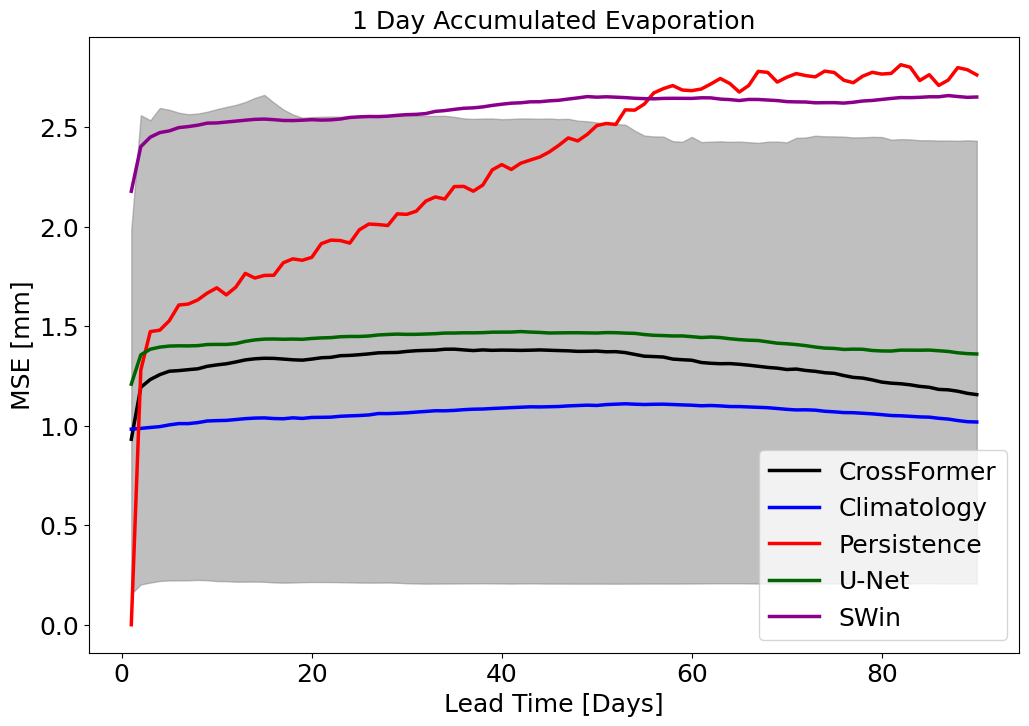 1 Day Accumulated Evaporation
MSE [mm]
2.5
2.0
1.5
1.0
0.5
0.0
0 20 40 60 80
Lead Time [Days]
CrossFormer
Climatology
Persistence
U-Net
SWin